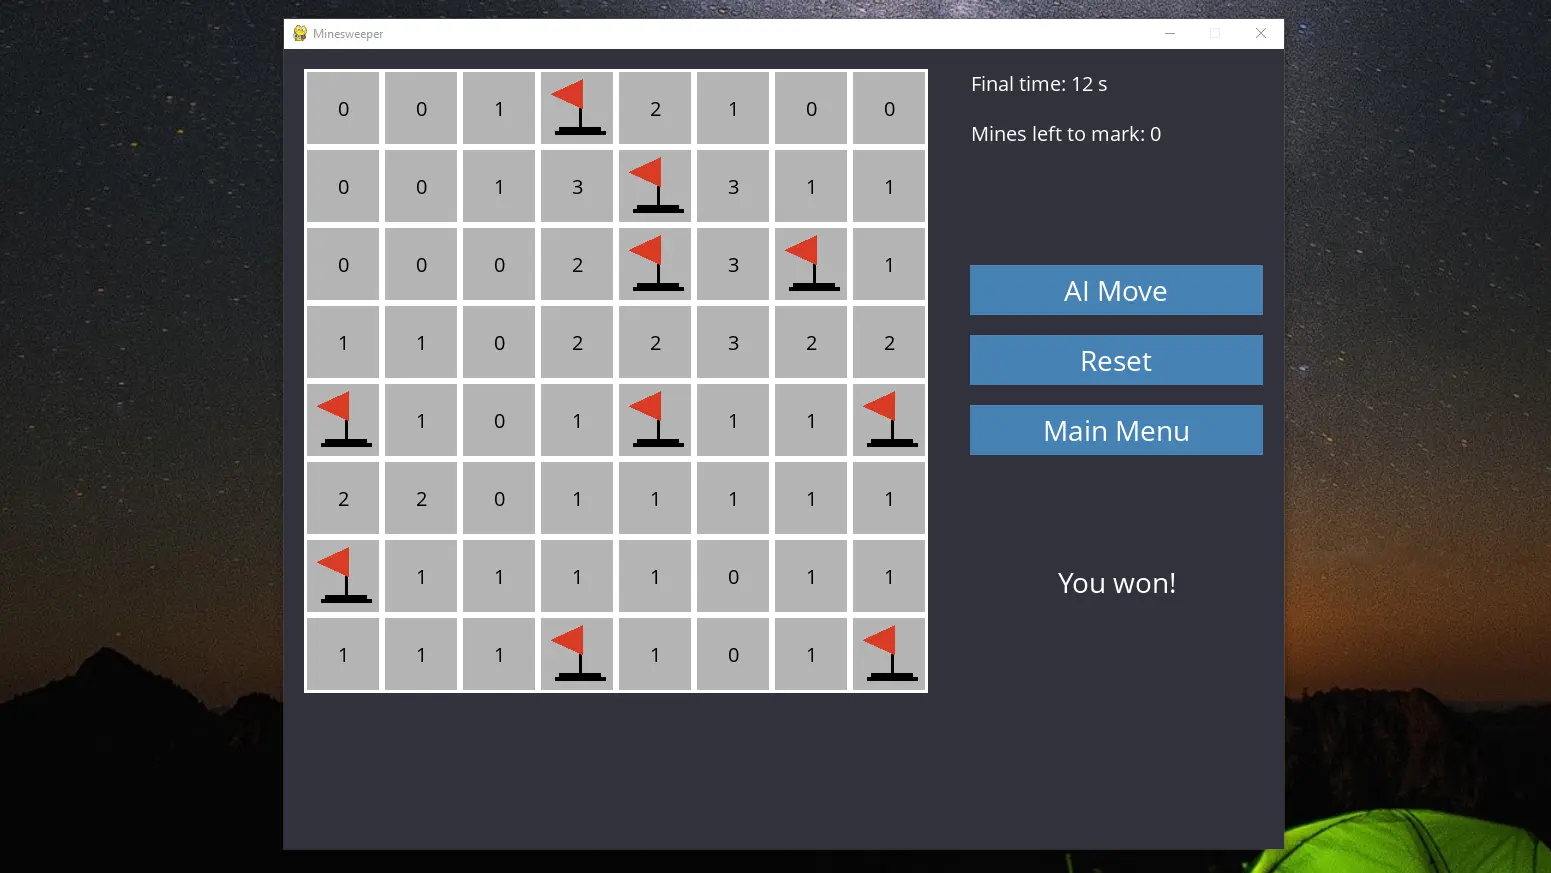 Minesweeper
0 0 1 2 1 0 0
0 0 1 3 3 1 1
0 0 0 2 3 1
1 1 0 2 2 3 2 2
1 0 1 1 1
2 2 0 1 1 1 1 1
1 1 1 1 0 1 1
1 1 1 1 0 1
Final time: 12 s
Mines left to mark: 0
AI Move
Reset
Main Menu
You won!